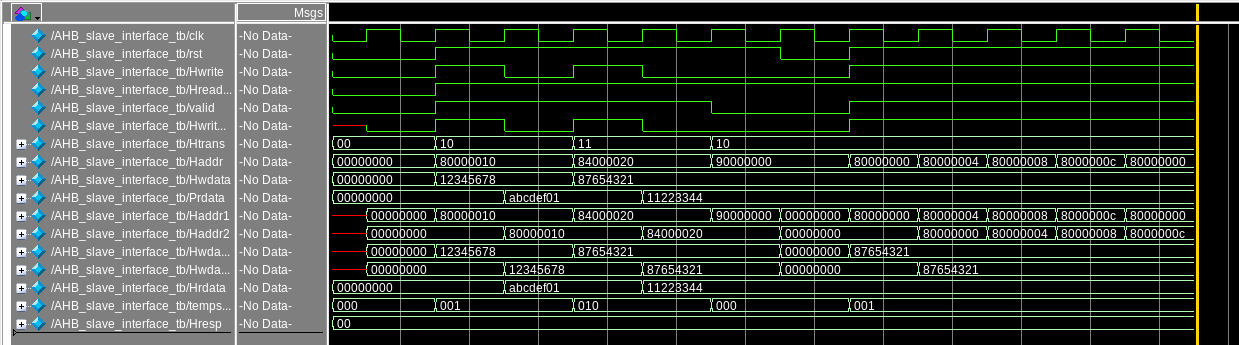 Msgs
/AHB_slave_interface_tb/clk -No Data-
/AHB_slave_interface_tb/rst -No Data-
/AHB_slave_interface_tb/Hwrite -No Data-
/AHB_slave_interface_tb/Hread... -No Data-
/AHB_slave_interface_tb/valid -No Data-
/AHB_slave_interface_tb/Hwrit... -No Data-
/AHB_slave_interface_tb/Htrans -No Data- 00 10 11 10
/AHB_slave_interface_tb/Haddr -No Data- 00000000 80000010 84000020 90000000 80000000 80000004 80000008 8000000c 80000000
/AHB_slave_interface_tb/Hwdata -No Data- 00000000 12345678 87654321
/AHB_slave_interface_tb/Prdata -No Data- 00000000 abcdef01 11223344
/AHB_slave_interface_tb/Haddr1 -No Data- 00000000 80000010 84000020 90000000 00000000 80000000 80000004 80000008 8000000c 80000000
/AHB_slave_interface_tb/Haddr2 -No Data- 00000000 80000010 84000020 00000000 80000000 80000004 80000008 8000000c
/AHB_slave_interface_tb/Hwda... -No Data- 00000000 12345678 87654321 00000000 87654321
/AHB_slave_interface_tb/Hwda... -No Data- 00000000 12345678 87654321 00000000 87654321
/AHB_slave_interface_tb/Hrdata -No Data- 00000000 abcdef01 11223344
/AHB_slave_interface_tb/temps... -No Data- 000 001 010 000 001
/AHB_slave_interface_tb/Hresp -No Data- 00